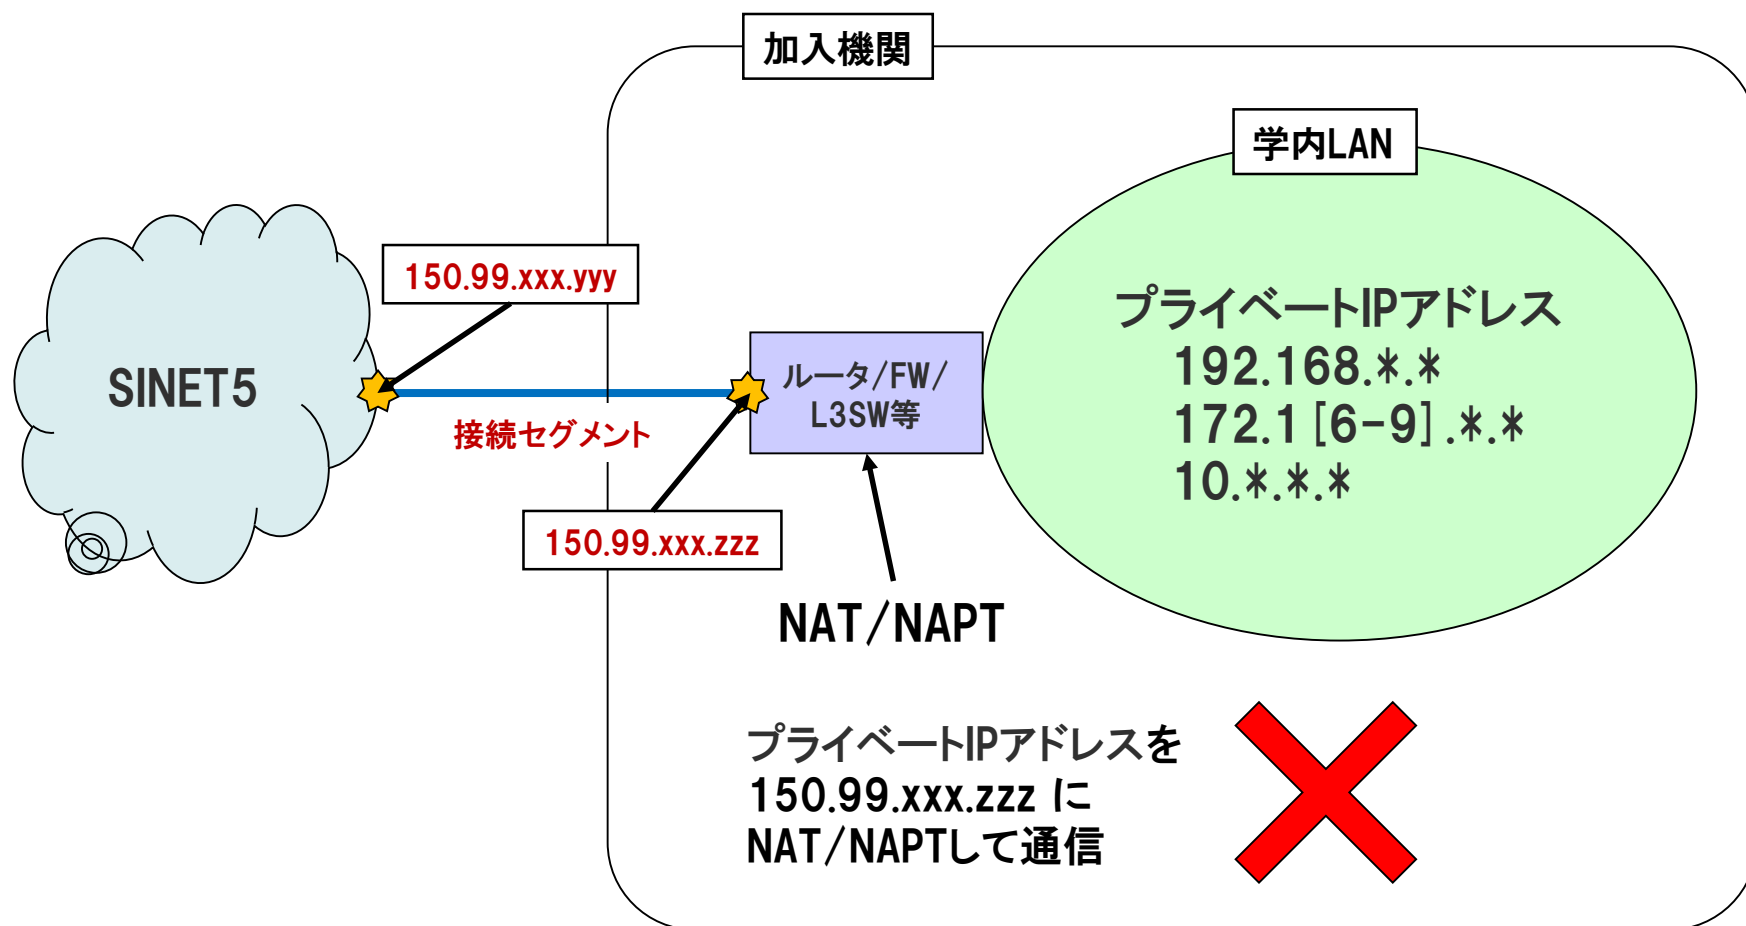 加入機関
学内LAN
150.99.xxx.yyy
SINET5
接続セグメント
ルータ/FW/
L3SW等
プライベートIPアドレス
192.168.*.*
172.1[6-9].*.*
10.*.*.*
150.99.xxx.zzz
NAT/NAPT
プライベートIPアドレスを
150.99.xxx.zzz に
NAT/NAPTして通信